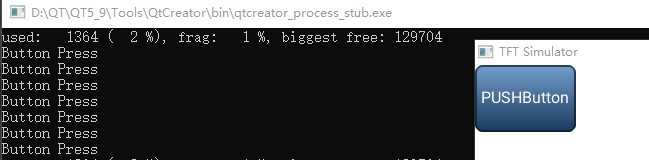 D:\QT\QT5_9\Tools\QtCreator\bin\qtcreator_process_stub.exe
used:   1364 (  2 %), frag:   1 %, biggest free: 129704
Button Press
Button Press
Button Press
Button Press
Button Press
Button Press
Button Press
TFT Simulator
PUSHButton